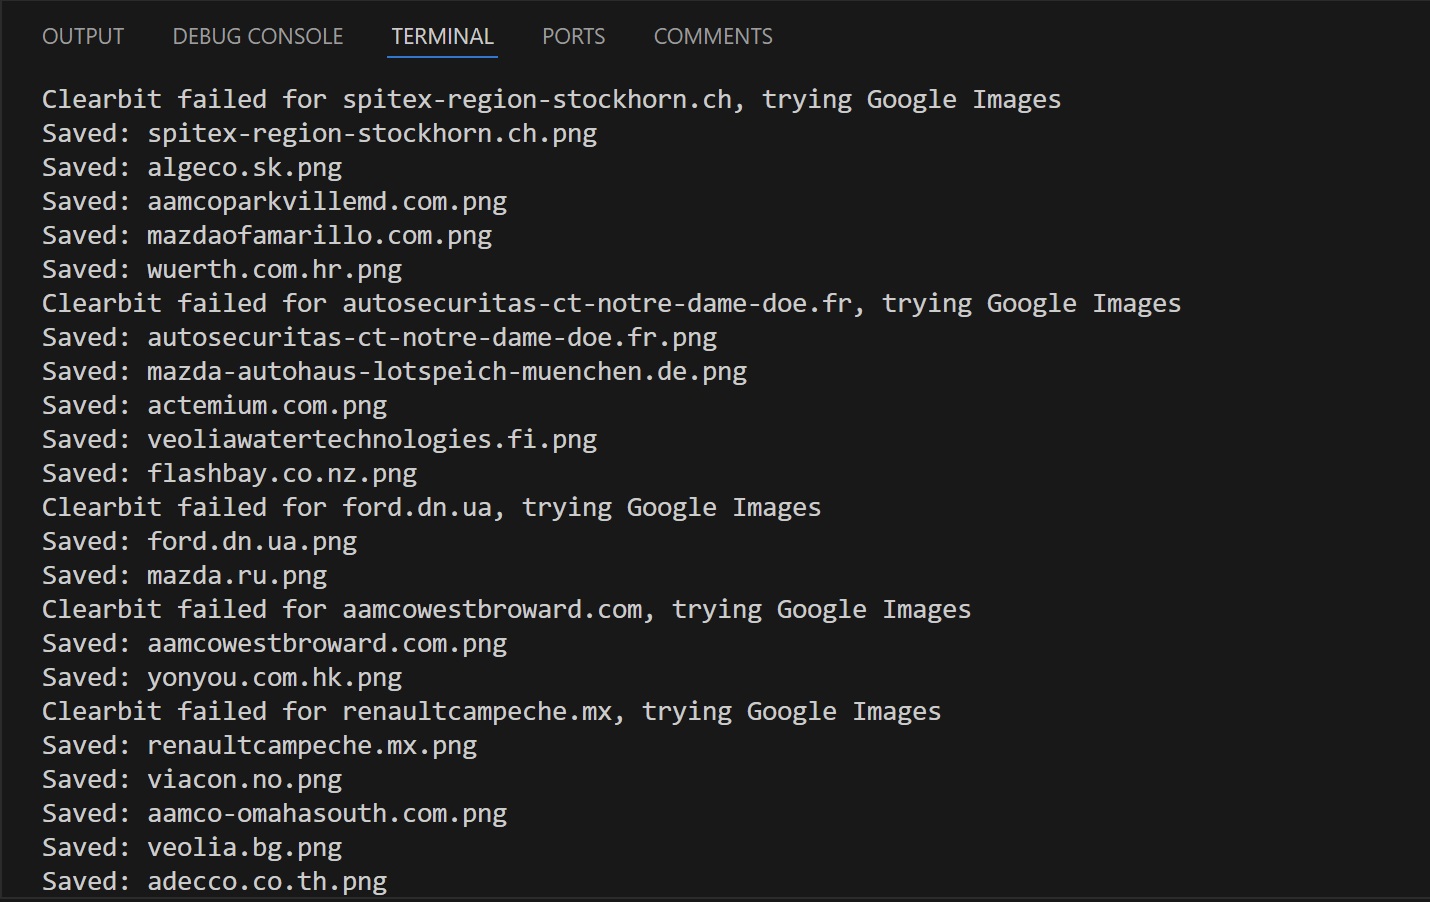 OUTPUT DEBUG CONSOLE TERMINAL PORTS COMMENTS
Clearbit failed for spitex-region-stockhorn.ch, trying Google Images
Saved: spitex-region-stockhorn.ch.png
Saved: algeco.sk.png
Saved: aamcoparkvillemd.com.png
Saved: mazdaofamarillo.com.png
Saved: wuerth.com.hr.png
Clearbit failed for autosecuritas-ct-notre-dame-doe.fr, trying Google Images
Saved: autosecuritas-ct-notre-dame-doe.fr.png
Saved: mazda-autohaus-lotspeich-muenchen.de.png
Saved: actemium.com.png
Saved: veoliawatertechnologies.fi.png
Saved: flashbay.co.nz.png
Clearbit failed for ford.dn.ua, trying Google Images
Saved: ford.dn.ua.png
Saved: mazda.ru.png
Clearbit failed for aamcowestbroward.com, trying Google Images
Saved: aamcowestbroward.com.png
Saved: yonyou.com.hk.png
Clearbit failed for renaultcampeche.mx, trying Google Images
Saved: renaultcampeche.mx.png
Saved: viacon.no.png
Saved: aamco-omahasouth.com.png
Saved: veolia.bg.png
Saved: adecco.co.th.png